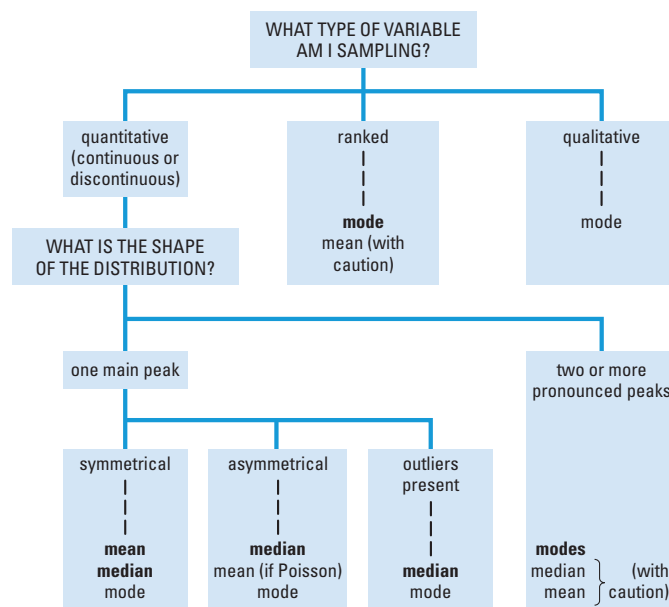 WHAT TYPE OF VARIABLE
AM I SAMPLING?
quantitative
(continuous or
discontinuous)
ranked
mode
mean (with
caution)
qualitative
mode
WHAT IS THE SHAPE
OF THE DISTRIBUTION?
one main peak
two or more
pronounced peaks
symmetrical
mean
median
mode
asymmetrical
median
mean (if Poisson)
mode
outliers
present
median
mode
modes
median
mean
(with
caution)